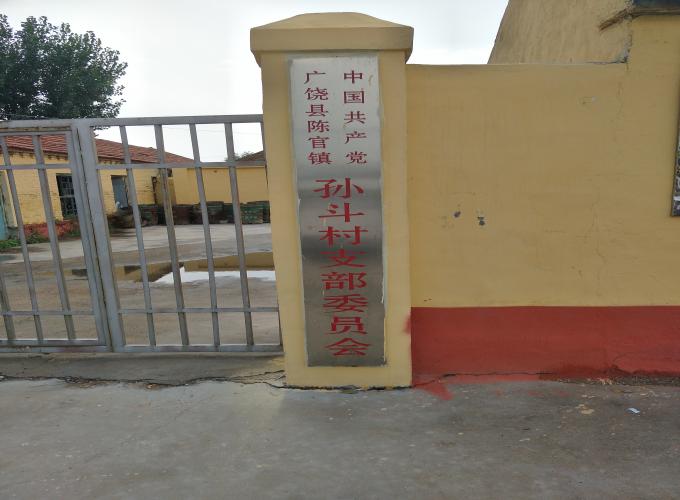 中国共产党
广饶县陈官镇
孙斗村支部委员会